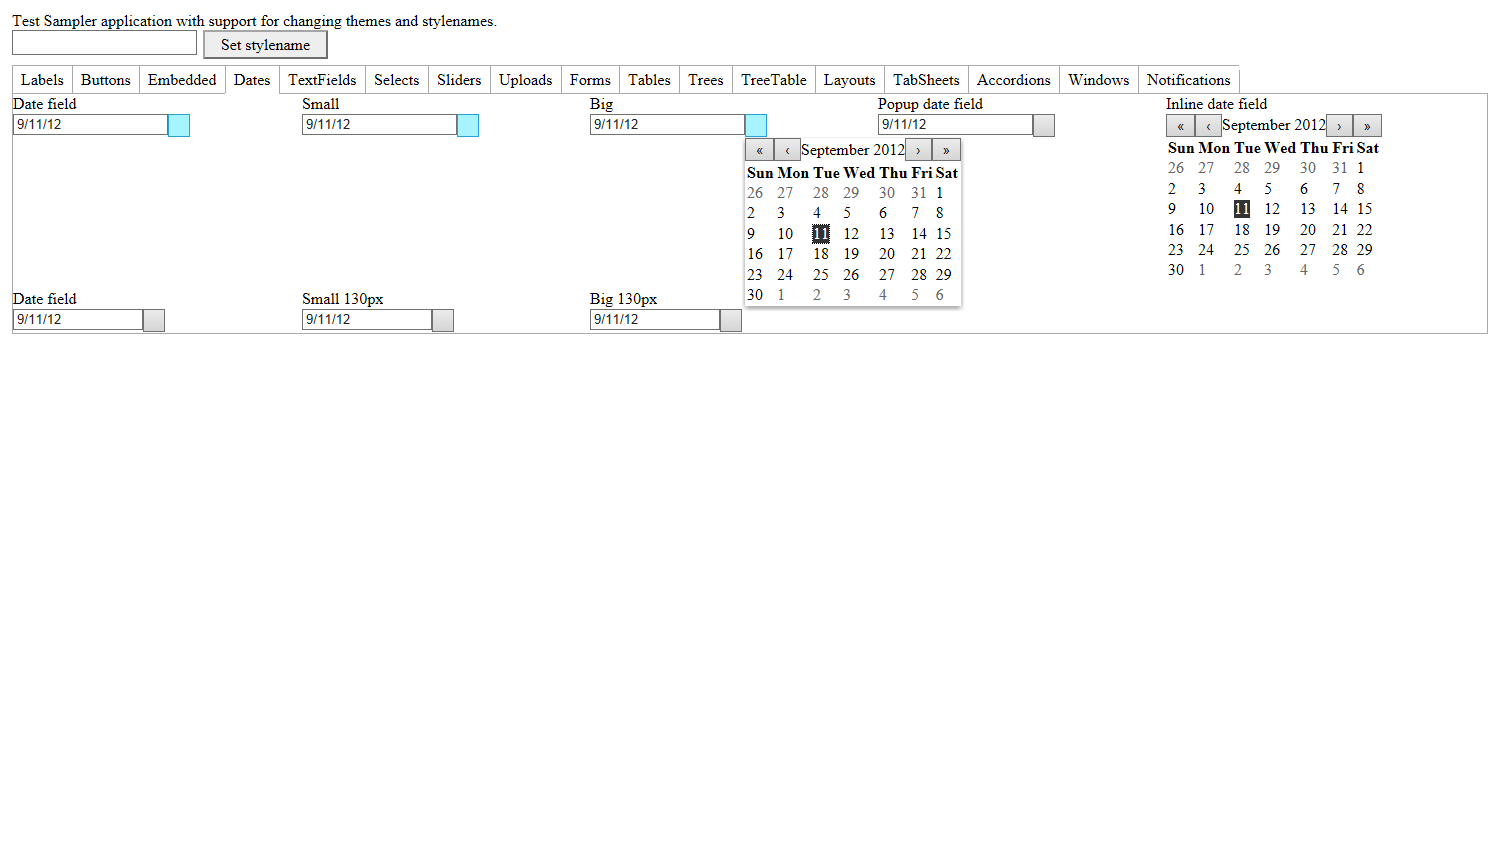 Test Sampler application with support for changing themes and stylenames.
Set stylename
Labels Buttons Embedded Dates TextFields Selects Sliders Uploads Forms Tables Trees TreeTable Layouts TabSheets Accordions Windows Notifications
Date field Small Big Popup date field Inline date field
9/11/12 9/11/12 9/11/12 9/11/12
« ‹ September 2012 › »
Sun Mon Tue Wed Thu Fri Sat
26 27 28 29 30 31 1
2 3 4 5 6 7 8
9 10 11 12 13 14 15
16 17 18 19 20 21 22
23 24 25 26 27 28 29
30 1 2 3 4 5 6
« ‹ September 2012 › »
Sun Mon Tue Wed Thu Fri Sat
26 27 28 29 30 31 1
2 3 4 5 6 7 8
9 10 11 12 13 14 15
16 17 18 19 20 21 22
23 24 25 26 27 28 29
30 1 2 3 4 5 6
Date field Small 130px Big 130px
9/11/12 9/11/12 9/11/12